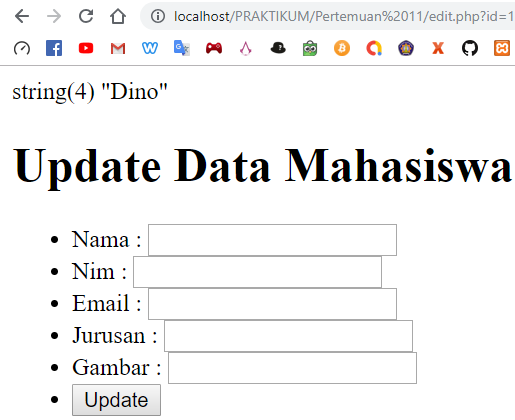 localhost/PRAKTIKUM/Pertemuan%2011/edit.php?id=1
string(4) "Dino"
Update Data Mahasiswa
Nama :
Nim :
Email :
Jurusan :
Gambar :
Update